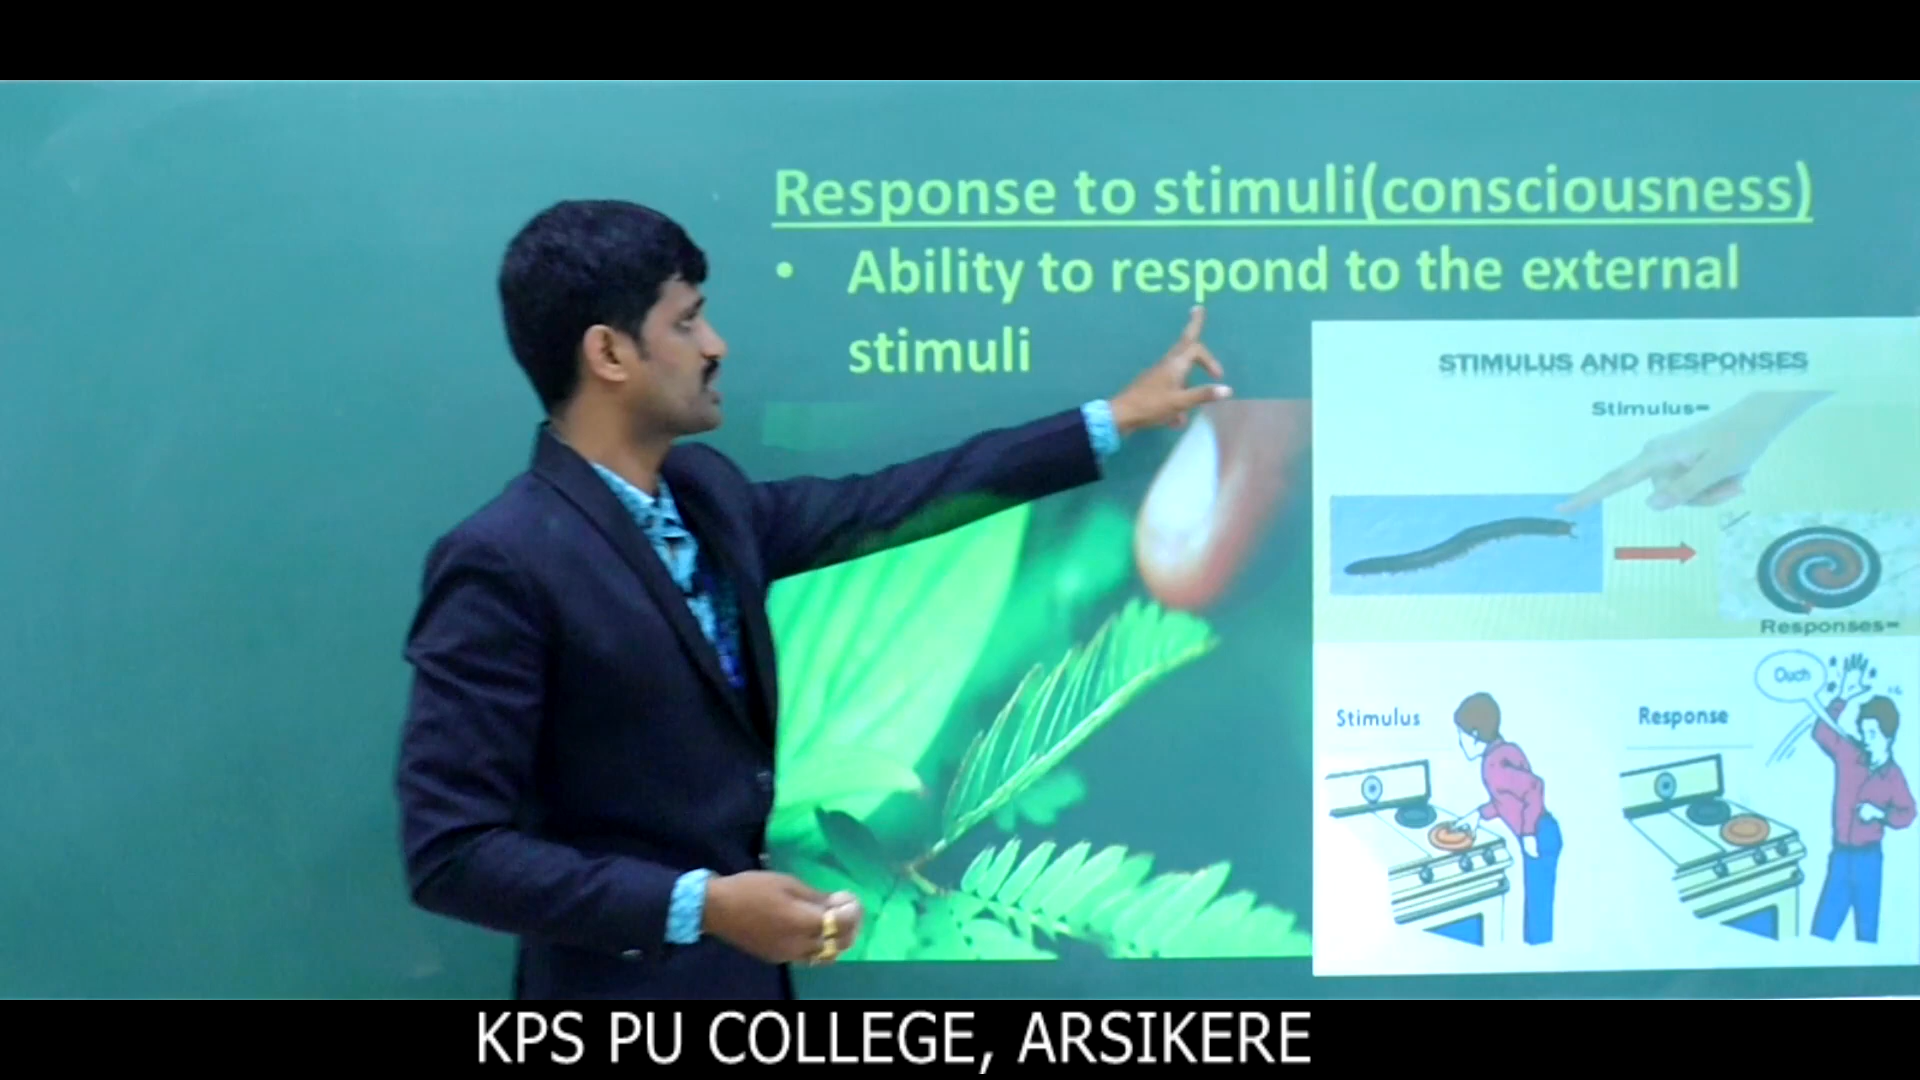 Response to stimuli(consciousness)
• Ability to respond to the external
stimuli
STIMULUS AND RESPONSES
Stimulus-
Responses-
Stimulus
Response
Ouch
KPS PU COLLEGE, ARSIKERE